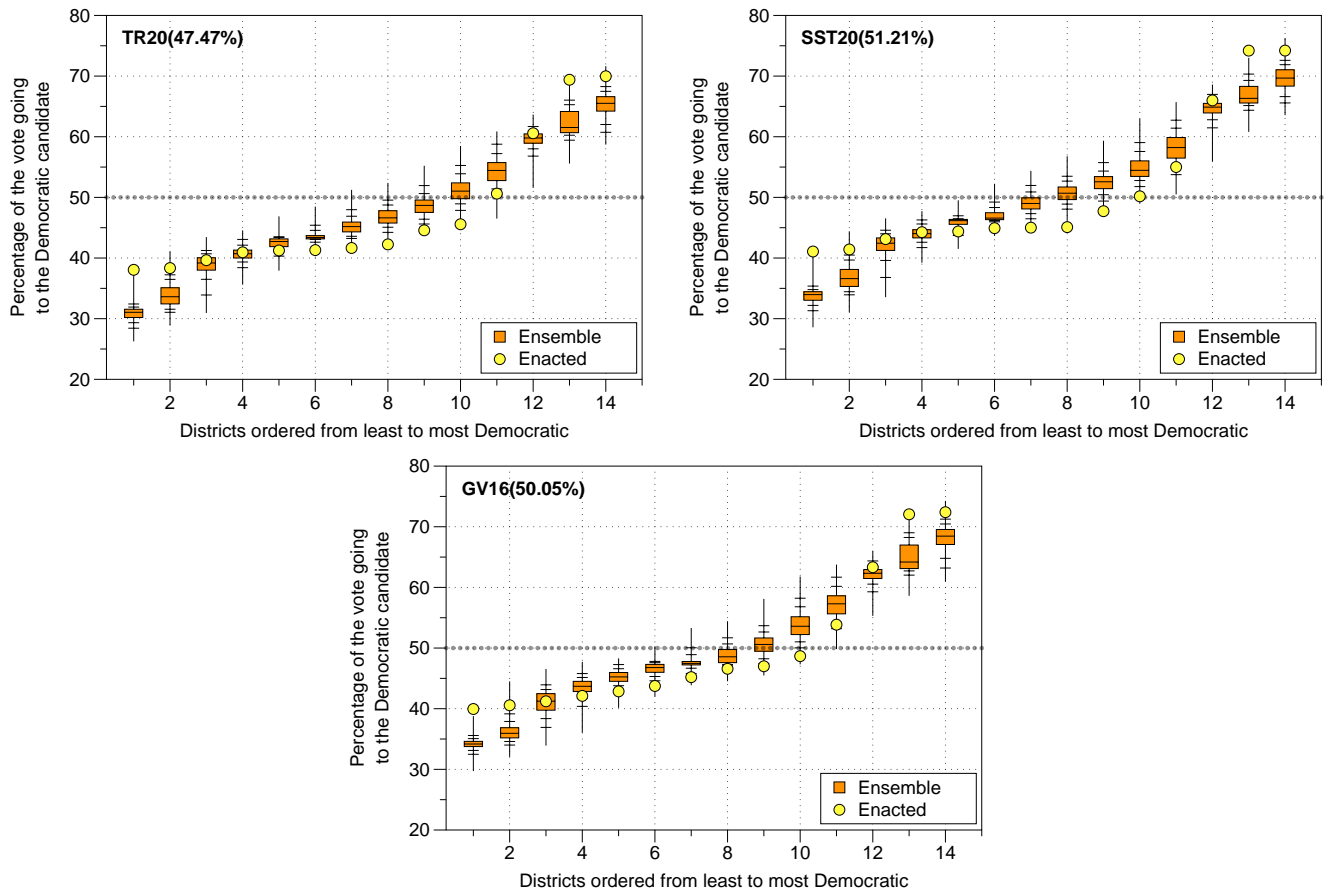 TR20(47.47%)
Percentage of the vote going
to the Democratic candidate
80
70
60
50
40
30
20
2 4 6 8 10 12 14
Ensemble
Enacted
Districts ordered from least to most Democratic
SST20(51.21%)
Percentage of the vote going
to the Democratic candidate
80
70
60
50
40
30
20
2 4 6 8 10 12 14
Ensemble
Enacted
Districts ordered from least to most Democratic
GV16(50.05%)
Percentage of the vote going
to the Democratic candidate
80
70
60
50
40
30
20
2 4 6 8 10 12 14
Ensemble
Enacted
Districts ordered from least to most Democratic